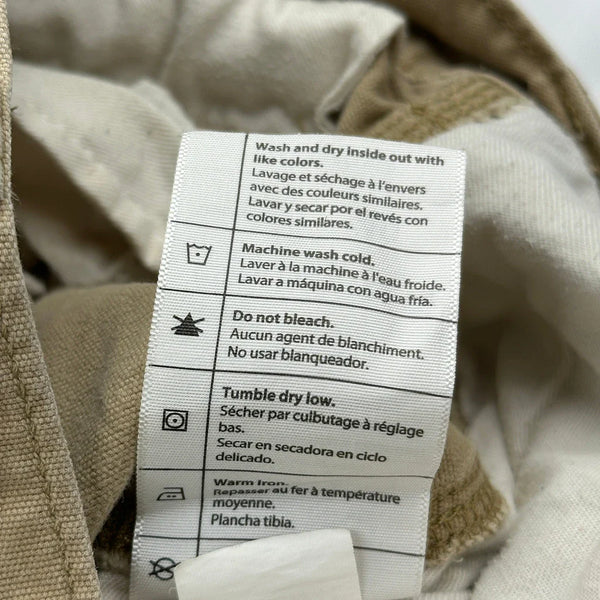 Wash and dry inside out with
like colors.
Lavage et séchage à l'envers
avec des couleurs similaires.
Lavar y secar por el revés con
colores similares.
Machine wash cold.
Laver à la machine à l'eau froide.
Lavar a máquina con agua fría.
Do not bleach.
Aucun agent de blanchiment.
No usar blanqueador.
Tumble dry low.
Sécher par culbutage à réglage
bas.
Secar en secadora en ciclo
delicado.
Warm Iron.
Repasser au fer à température
moyenne.
Plancha tibia.